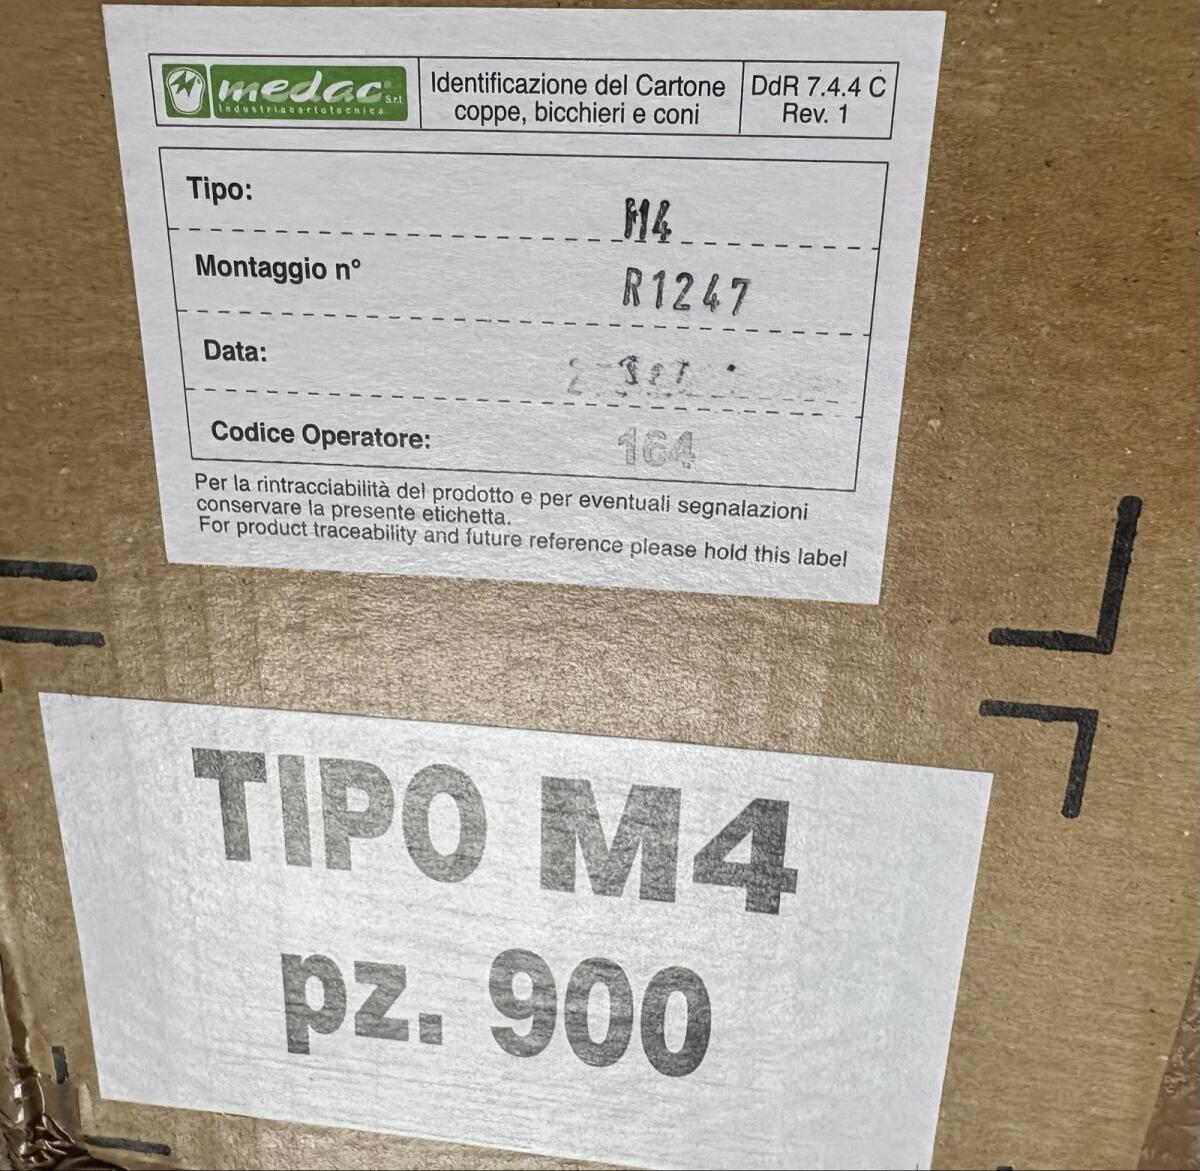 medac s.r.l
industriacartotecnica
Identificazione del Cartone
coppe, bicchieri e coni
DdR 7.4.4 C
Rev. 1
Tipo: M4
Montaggio n° R1247
Data:
Codice Operatore: 164
Per la rintracciabilità del prodotto e per eventuali segnalazioni
conservare la presente etichetta.
For product traceability and future reference please hold this label
TIPO M4
pz. 900